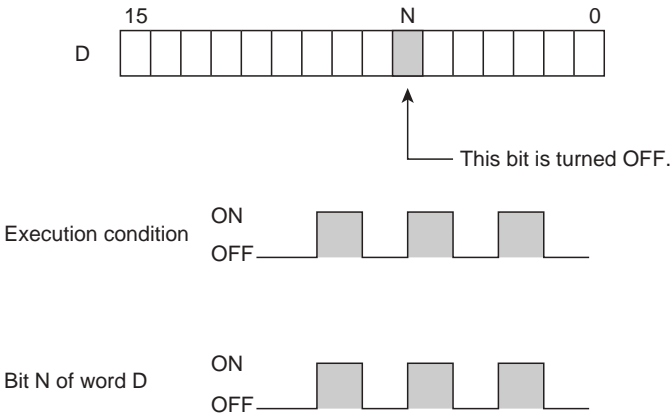 15 N 0
D
This bit is turned OFF.
ON
Execution condition
OFF
ON
Bit N of word D
OFF